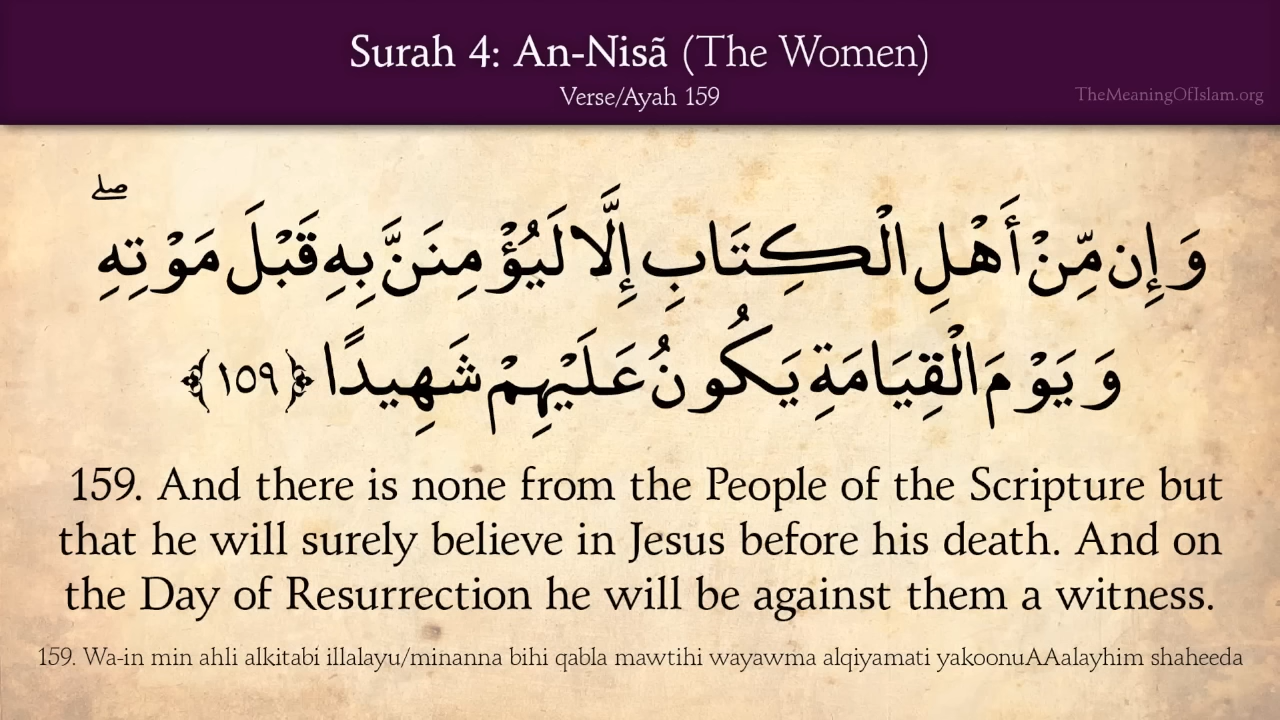 Surah 4: An-Nisã (The Women)
Verse/Ayah 159
TheMeaningOfIslam.org
وَإِن مِّنْ أَهْلِ الْكِتَابِ إِلَّا لَيُؤْمِنَنَّ بِهِ قَبْلَ مَوْتِهِ ۖ
وَيَوْمَ الْقِيَامَةِ يَكُونُ عَلَيْهِمْ شَهِيدًا ﴿١٥٩﴾
159. And there is none from the People of the Scripture but
that he will surely believe in Jesus before his death. And on
the Day of Resurrection he will be against them a witness.
159. Wa-in min ahli alkitabi illalayu/minanna bihi qabla mawtihi wayawma alqiyamati yakoonuAAalayhim shaheeda